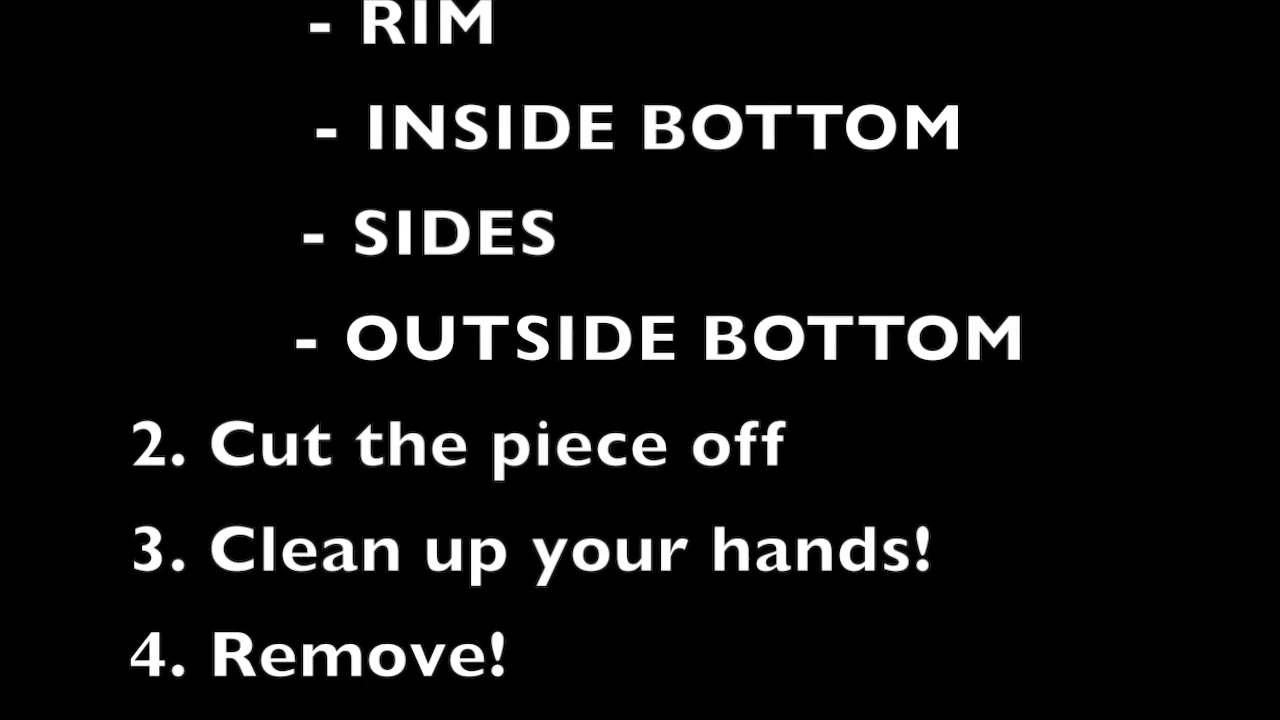 - RIM
- INSIDE BOTTOM
- SIDES
- OUTSIDE BOTTOM
2. Cut the piece off
3. Clean up your hands!
4. Remove!